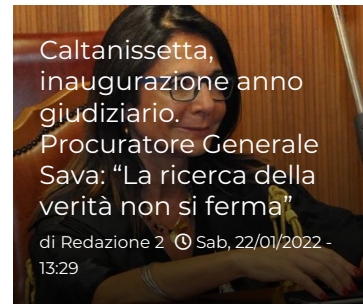 Caltanissetta,
inaugurazione anno
giudiziario.
Procuratore Generale
Sava: “La ricerca della
verità non si ferma”
di Redazione 2 Sab, 22/01/2022 -
13:29